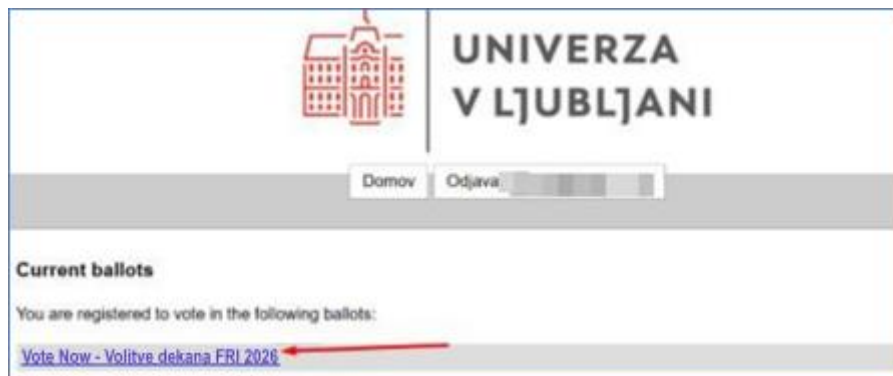 UNIVERZA
V LJUBLJANI
Domov Odjava
Current ballots
You are registered to vote in the following ballots:
Vote Now - Volitve dekana FRI 2026